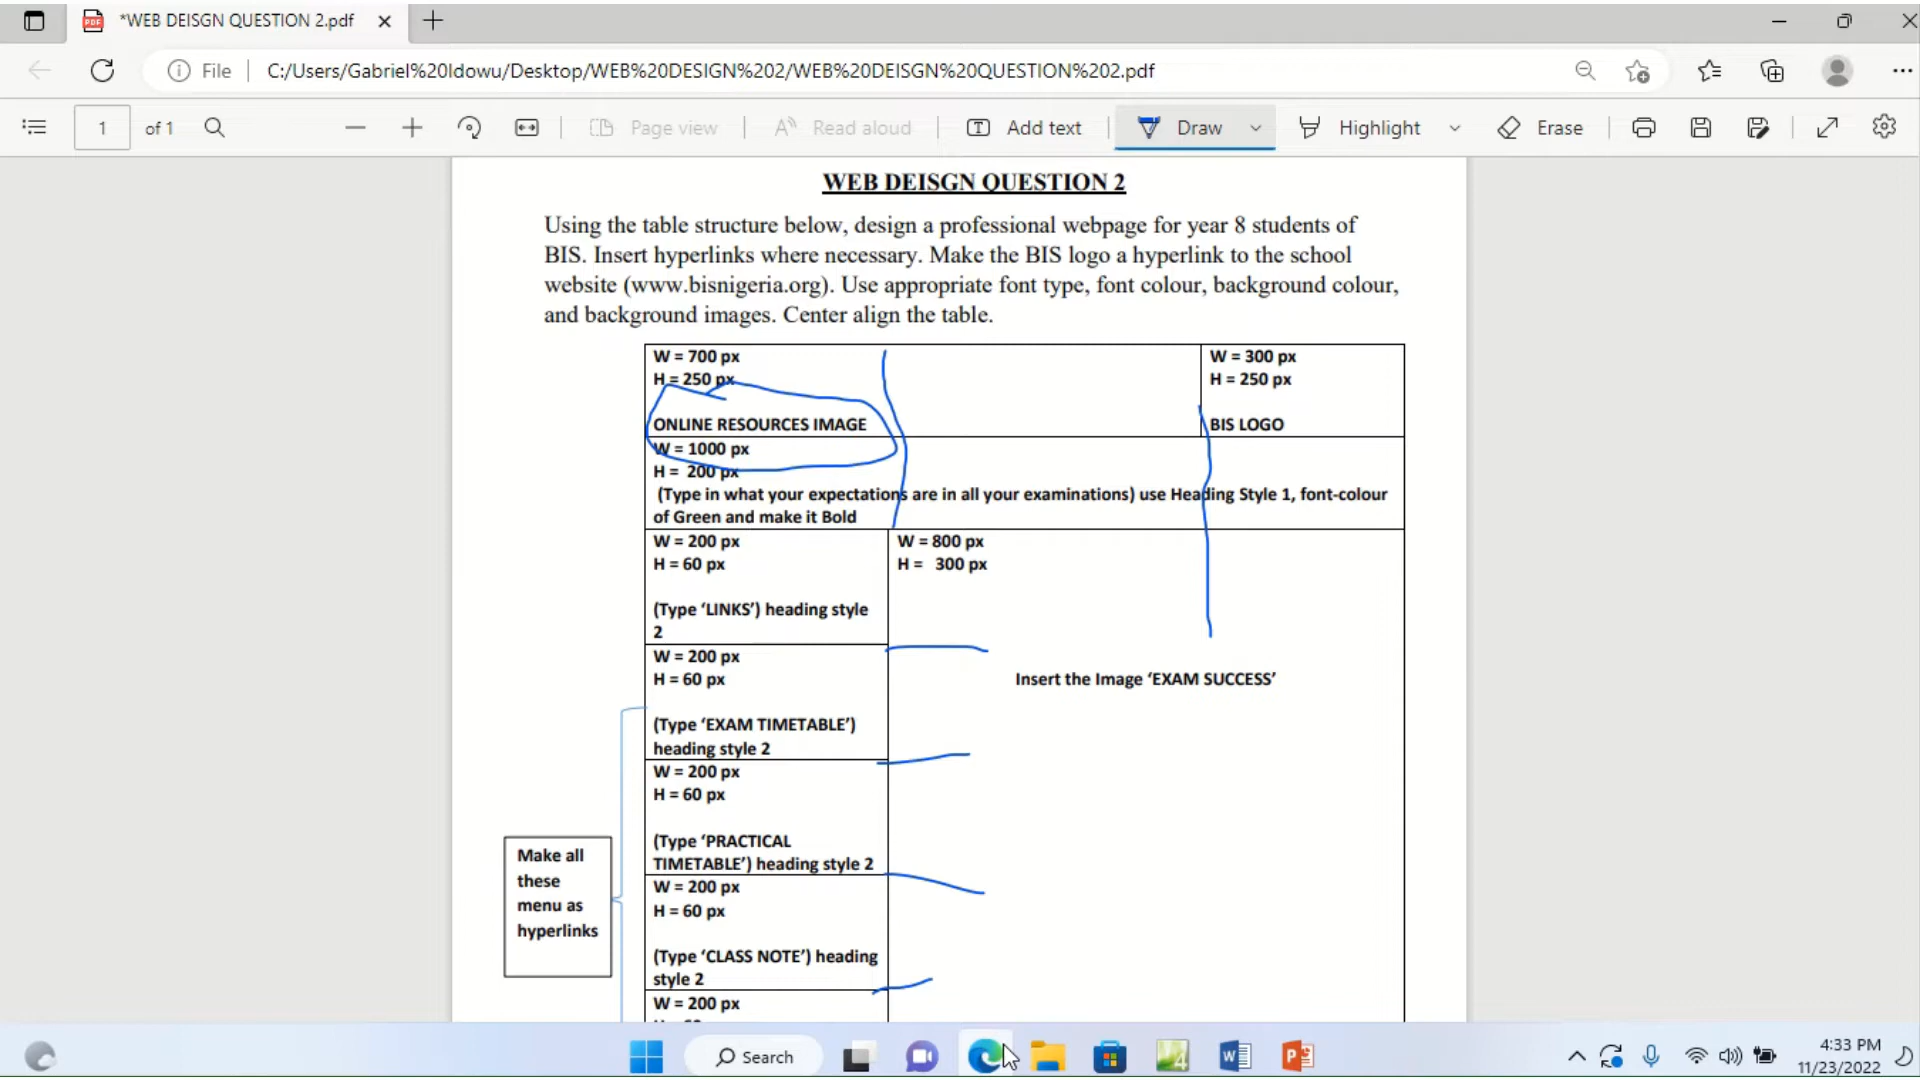 *WEB DEISGN QUESTION 2.pdf
File
C:/Users/Gabriel%20Idowu/Desktop/WEB%20DESIGN%202/WEB%20DEISGN%20QUESTION%202.pdf
1 of 1
Page view
Read aloud
Add text
Draw
Highlight
Erase
WEB DEISGN QUESTION 2
Using the table structure below, design a professional webpage for year 8 students of
BIS. Insert hyperlinks where necessary. Make the BIS logo a hyperlink to the school
website (www.bisnigeria.org). Use appropriate font type, font colour, background colour,
and background images. Center align the table.
W = 700 px
H = 250 px
ONLINE RESOURCES IMAGE
W = 300 px
H = 250 px
BIS LOGO
W = 1000 px
H = 200 px
(Type in what your expectations are in all your examinations) use Heading Style 1, font-colour
of Green and make it Bold
W = 200 px
H = 60 px
(Type ‘LINKS’) heading style
2
W = 800 px
H = 300 px
Insert the Image ‘EXAM SUCCESS’
W = 200 px
H = 60 px
(Type ‘EXAM TIMETABLE’)
heading style 2
W = 200 px
H = 60 px
(Type ‘PRACTICAL
TIMETABLE’) heading style 2
W = 200 px
H = 60 px
(Type ‘CLASS NOTE’) heading
style 2
W = 200 px
Make all
these
menu as
hyperlinks
Search
4:33 PM
11/23/2022